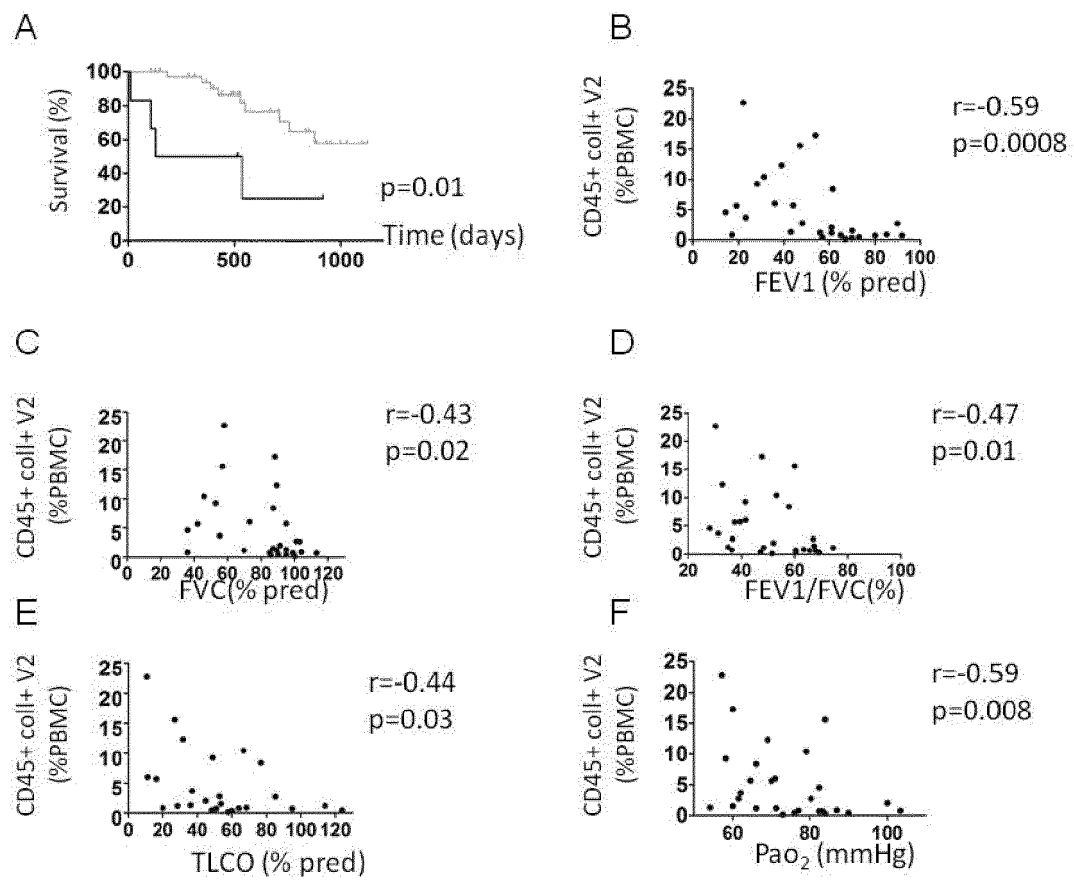 A
Survival (%)
100
80
60
40
20
0
0 500 1000
Time (days)
p=0.01
B
CD45+ coll+ V2
(%PBMC)
25
20
15
10
5
0
0 20 40 60 80 100
FEV1 (% pred)
r=-0.59
p=0.0008
C
CD45+ coll+ V2
(%PBMC)
25
20
15
10
5
0
0 20 40 60 80 100 120
FVC(% pred)
r=-0.43
p=0.02
D
CD45+ coll+ V2
(%PBMC)
25
20
15
10
5
0
20 40 60 80 100
FEV1/FVC(%)
r=-0.47
p=0.01
E
CD45+ coll+ V2
(%PBMC)
25
20
15
10
5
0
0 20 40 60 80 100 120
TLCO (% pred)
r=-0.44
p=0.03
F
CD45+ coll+ V2
(%PBMC)
25
20
15
10
5
0
60 80 100
Pao2 (mmHg)
r=-0.59
p=0.008